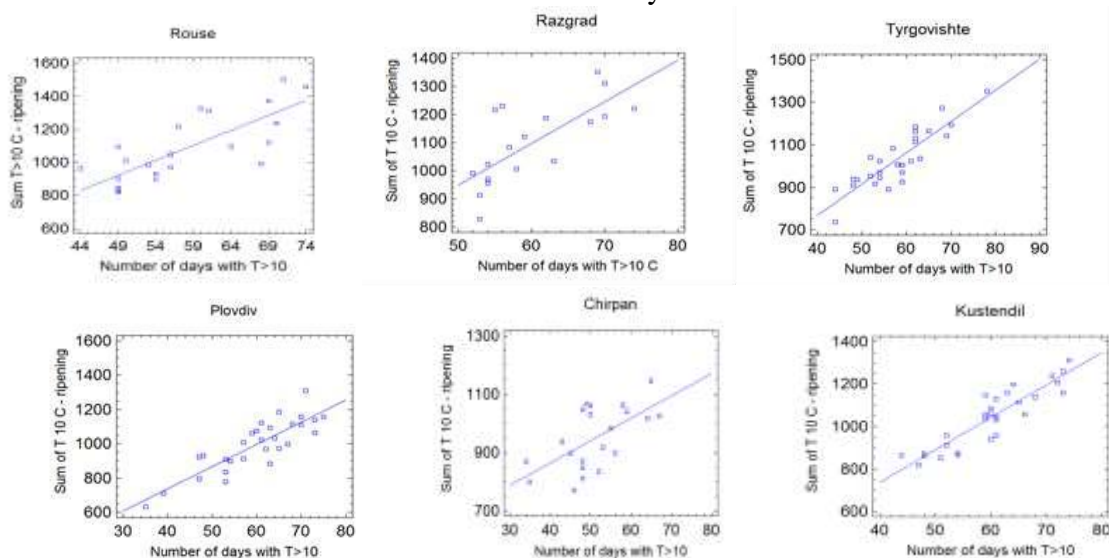 Rouse
Sum T>10 C - ripening
1600
1400
1200
1000
800
600
44 49 54 59 64 69 74
Number of days with T>10
Razgrad
Sum of T 10 C - ripening
1400
1300
1200
1100
1000
900
800
50 60 70 80
Number of days with T>10 C
Tyrgovishte
Sum of T 10 C - ripening
1500
1300
1100
900
700
40 50 60 70 80 90
Number of days with T>10
Plovdiv
Sum of T 10 C - ripening
1600
1400
1200
1000
800
600
30 40 50 60 70 80
Number of days with T>10
Chirpan
Sum of T 10 C - ripening
1300
1100
900
700
30 40 50 60 70 80
Number of days with T>10
Kustendil
Sum of T 10 C - ripening
1400
1200
1000
800
600
40 50 60 70 80
Number of days with T>10